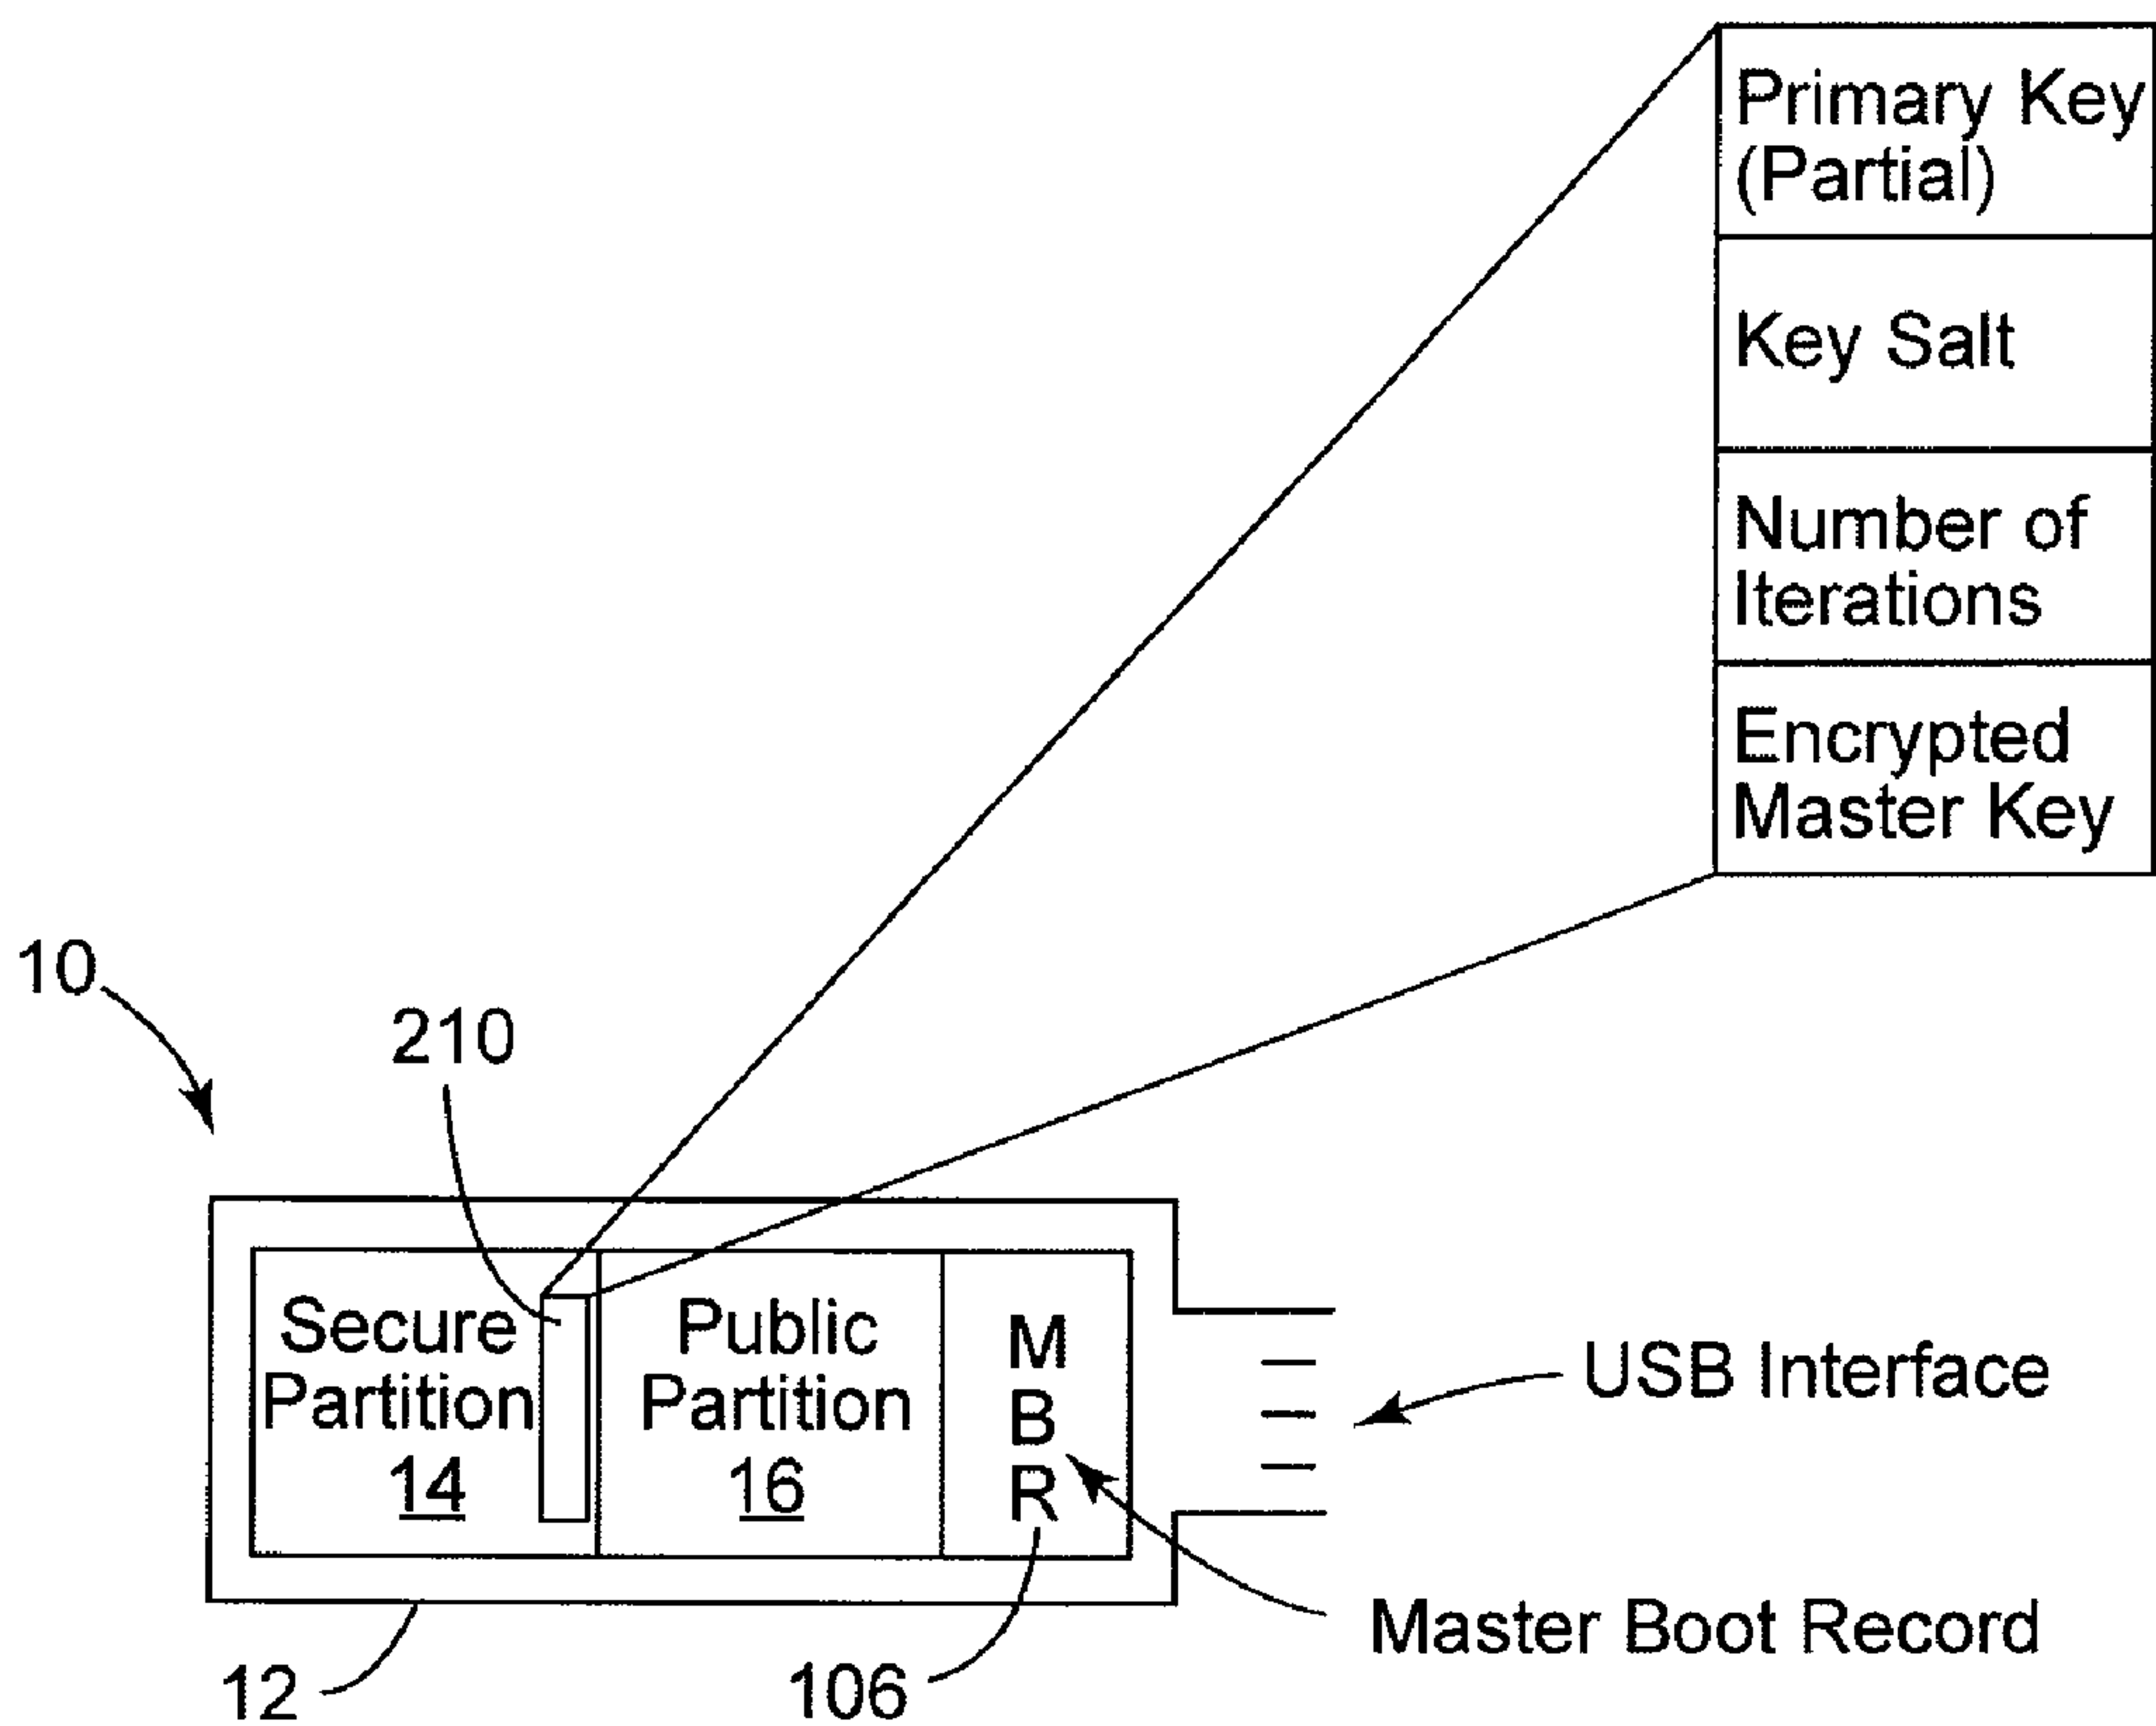 Primary Key
(Partial)
Key Salt
Number of
Iterations
Encrypted
Master Key
10
210
Secure
Partition
14
Public
Partition
16
M
B
R
USB Interface
Master Boot Record
12
106